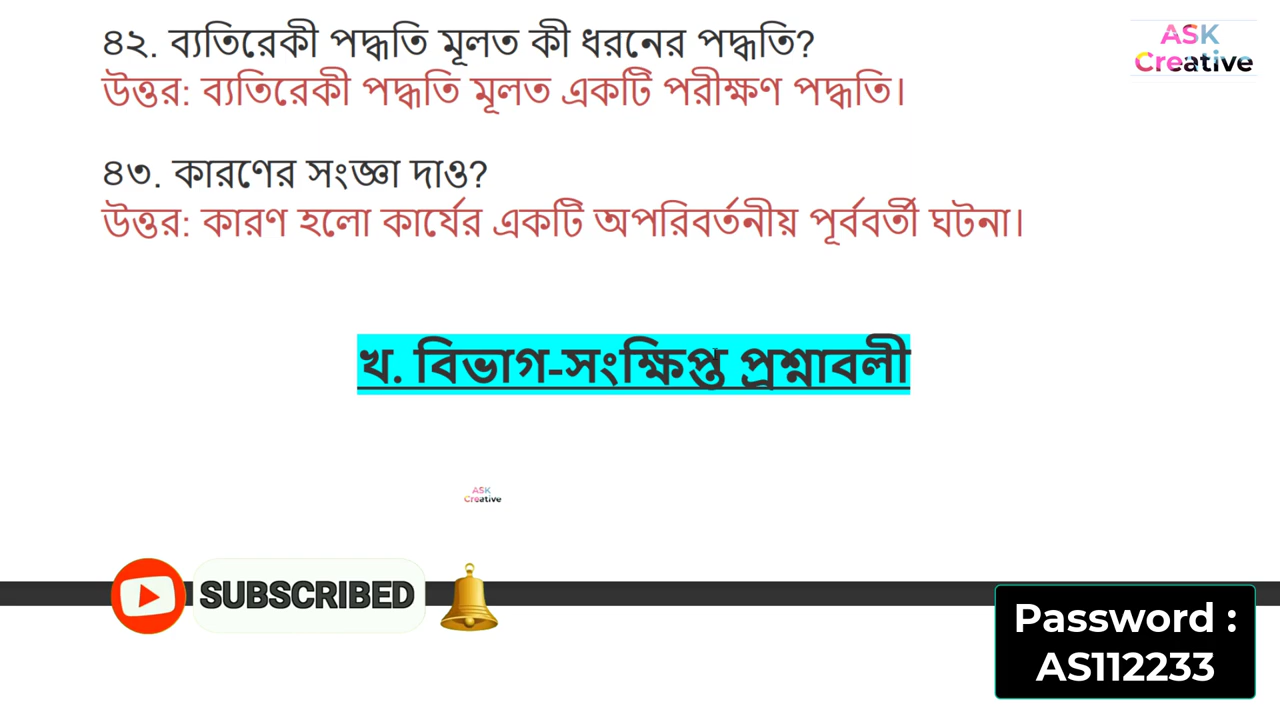 ৪২. ব্যতিরেকী পদ্ধতি মূলত কী ধরনের পদ্ধতি?
উত্তর: ব্যতিরেকী পদ্ধতি মূলত একটি পরীক্ষণ পদ্ধতি।
৪৩. কারণের সংজ্ঞা দাও?
উত্তর: কারণ হলো কার্যের একটি অপরিবর্তনীয় পূর্ববর্তী ঘটনা।
খ. বিভাগ-সংক্ষিপ্ত প্রশ্নাবলী
ASK
Creative
ASK
Creative
SUBSCRIBED
Password :
AS112233